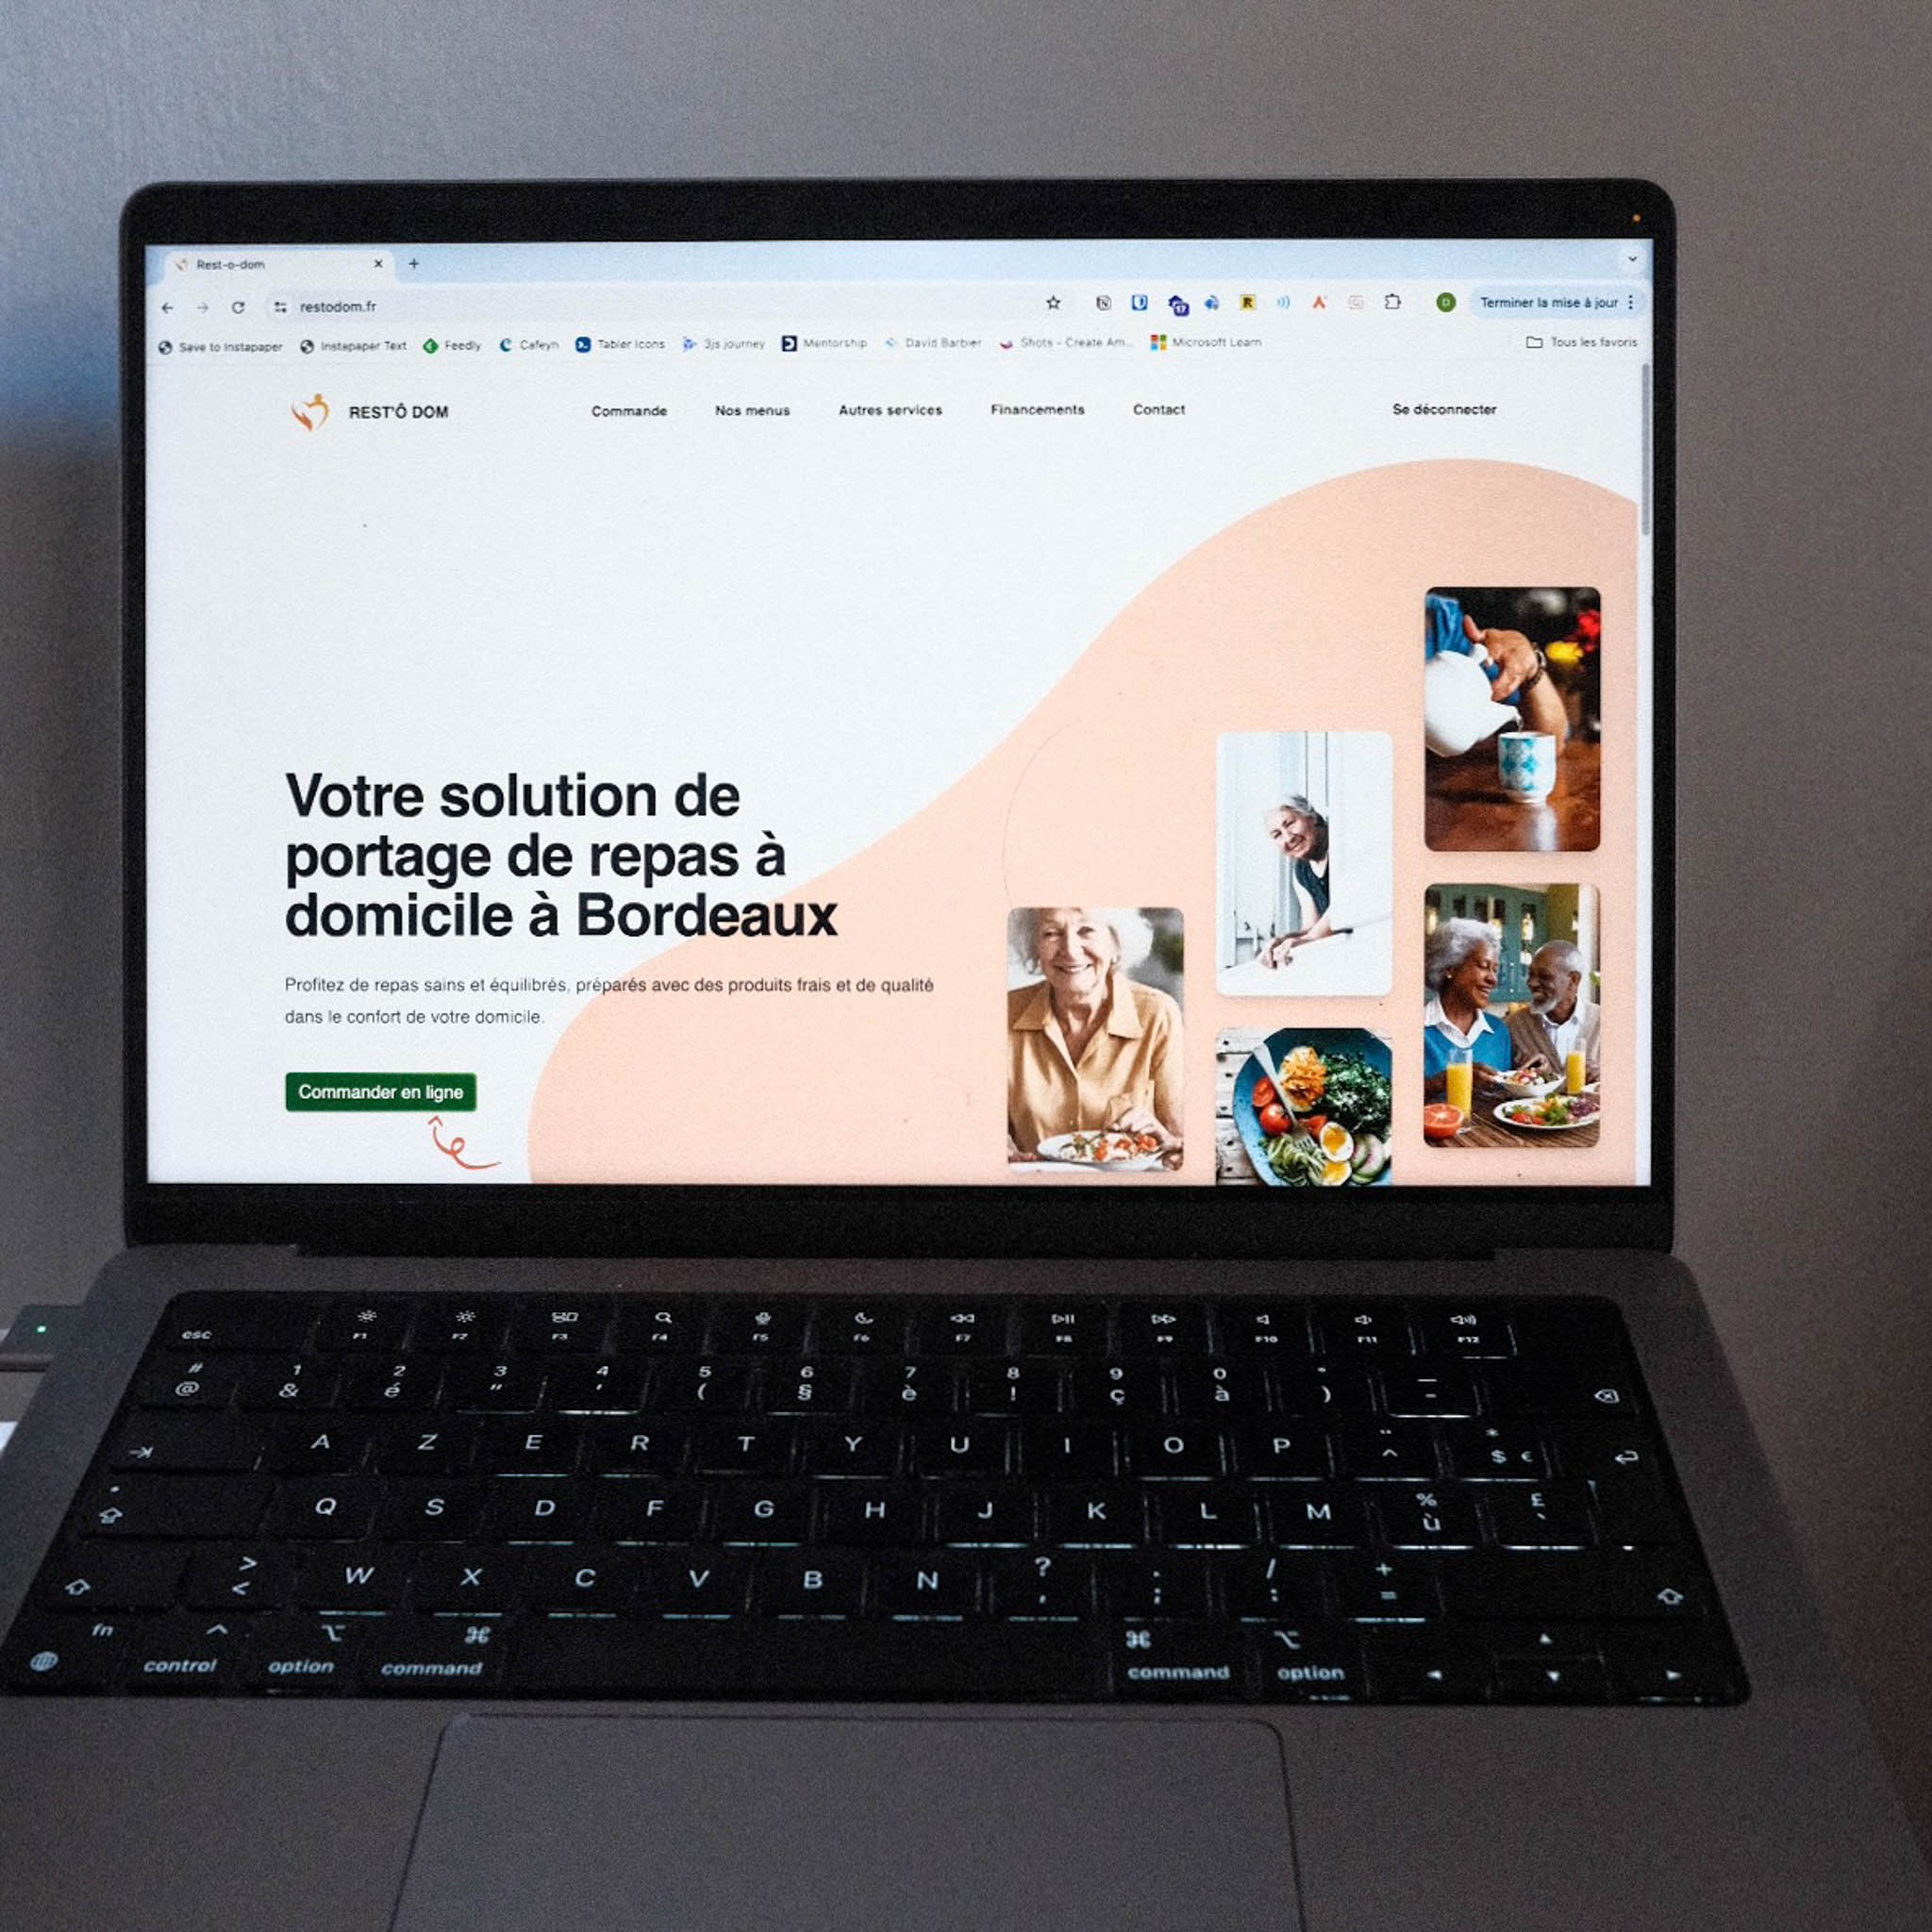 Rest-o-dom
restodom.fr
17
R
D
Terminer la mise à jour
Save to Instapaper
Instapaper Text
Feedly
Cafeyn
Tabler Icons
3js journey
Mentorship
David Barbier
Shots - Create Am...
Microsoft Learn
Tous les favoris
REST'Ô DOM
Commande
Nos menus
Autres services
Financements
Contact
Se déconnecter
Votre solution de
portage de repas à
domicile à Bordeaux
Profitez de repas sains et équilibrés, préparés avec des produits frais et de qualité
dans le confort de votre domicile.
Commander en ligne
esc F1 F2 F3 F4 F5 F6 F7 F8 F9 F10 F11 F12
# 1 2 3 4 5 6 7 8 9 0 ° _
@ & é " ' ( § è ! ç à ) -
A Z E R T Y U I O P ¨ ^ * $ €
Q S D F G H J K L M % ù £ `
> < W X C V B N ? , . ; / : + =
fn control option command command option